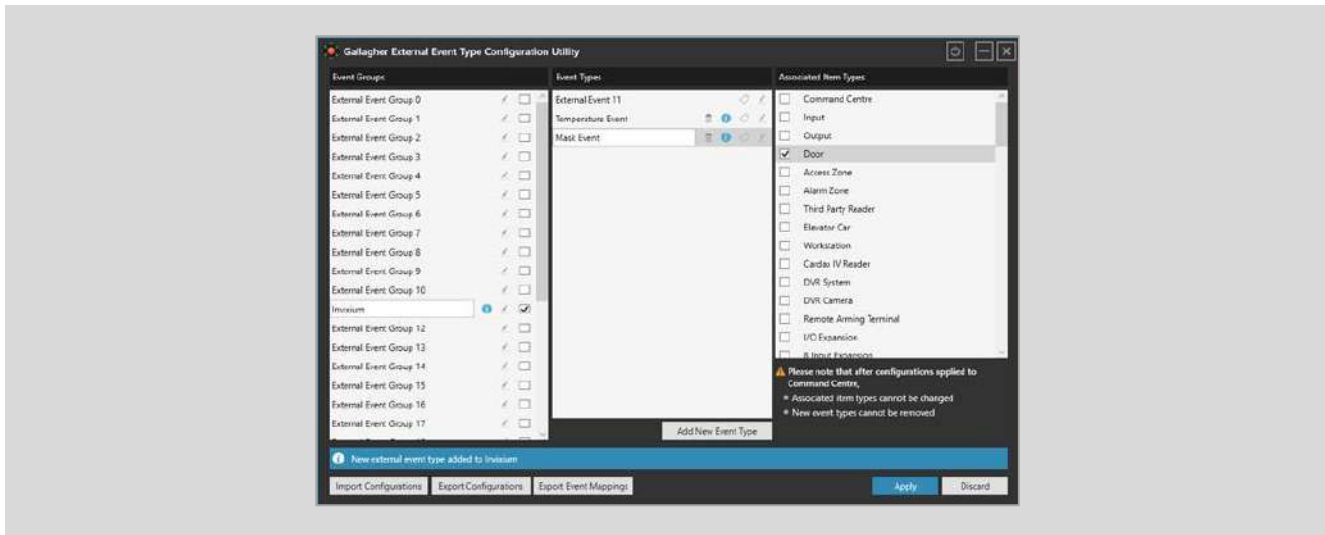 Gallagher External Event Type Configuration Utility
Event Groups
Event Types
Associated Item Types
External Event Group 0
External Event Group 1
External Event Group 2
External Event Group 3
External Event Group 4
External Event Group 5
External Event Group 6
External Event Group 7
External Event Group 8
External Event Group 9
External Event Group 10
Invixium
External Event Group 12
External Event Group 13
External Event Group 14
External Event Group 15
External Event Group 16
External Event Group 17
External Event 11
Temperature Event
Mask Event
Add New Event Type
Command Centre
Input
Output
Door
Access Zone
Alarm Zone
Third Party Reader
Elevator Car
Workstation
Cardax IV Reader
DVR System
DVR Camera
Remote Arming Terminal
I/O Expansion
8 Input Expansion
Please note that after configurations applied to
Command Centre,
* Associated item types cannot be changed
* New event types cannot be removed
New external event type added to Invixium
Import Configurations
Export Configurations
Export Event Mappings
Apply
Discard